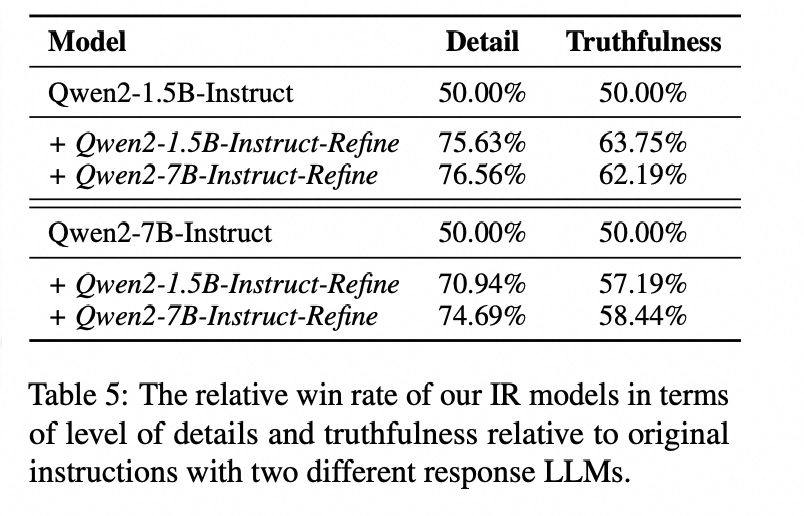 Model Detail Truthfulness
Qwen2-1.5B-Instruct 50.00% 50.00%
+ Qwen2-1.5B-Instruct-Refine 75.63% 63.75%
+ Qwen2-7B-Instruct-Refine 76.56% 62.19%
Qwen2-7B-Instruct 50.00% 50.00%
+ Qwen2-1.5B-Instruct-Refine 70.94% 57.19%
+ Qwen2-7B-Instruct-Refine 74.69% 58.44%
Table 5: The relative win rate of our IR models in terms
of level of details and truthfulness relative to original
instructions with two different response LLMs.